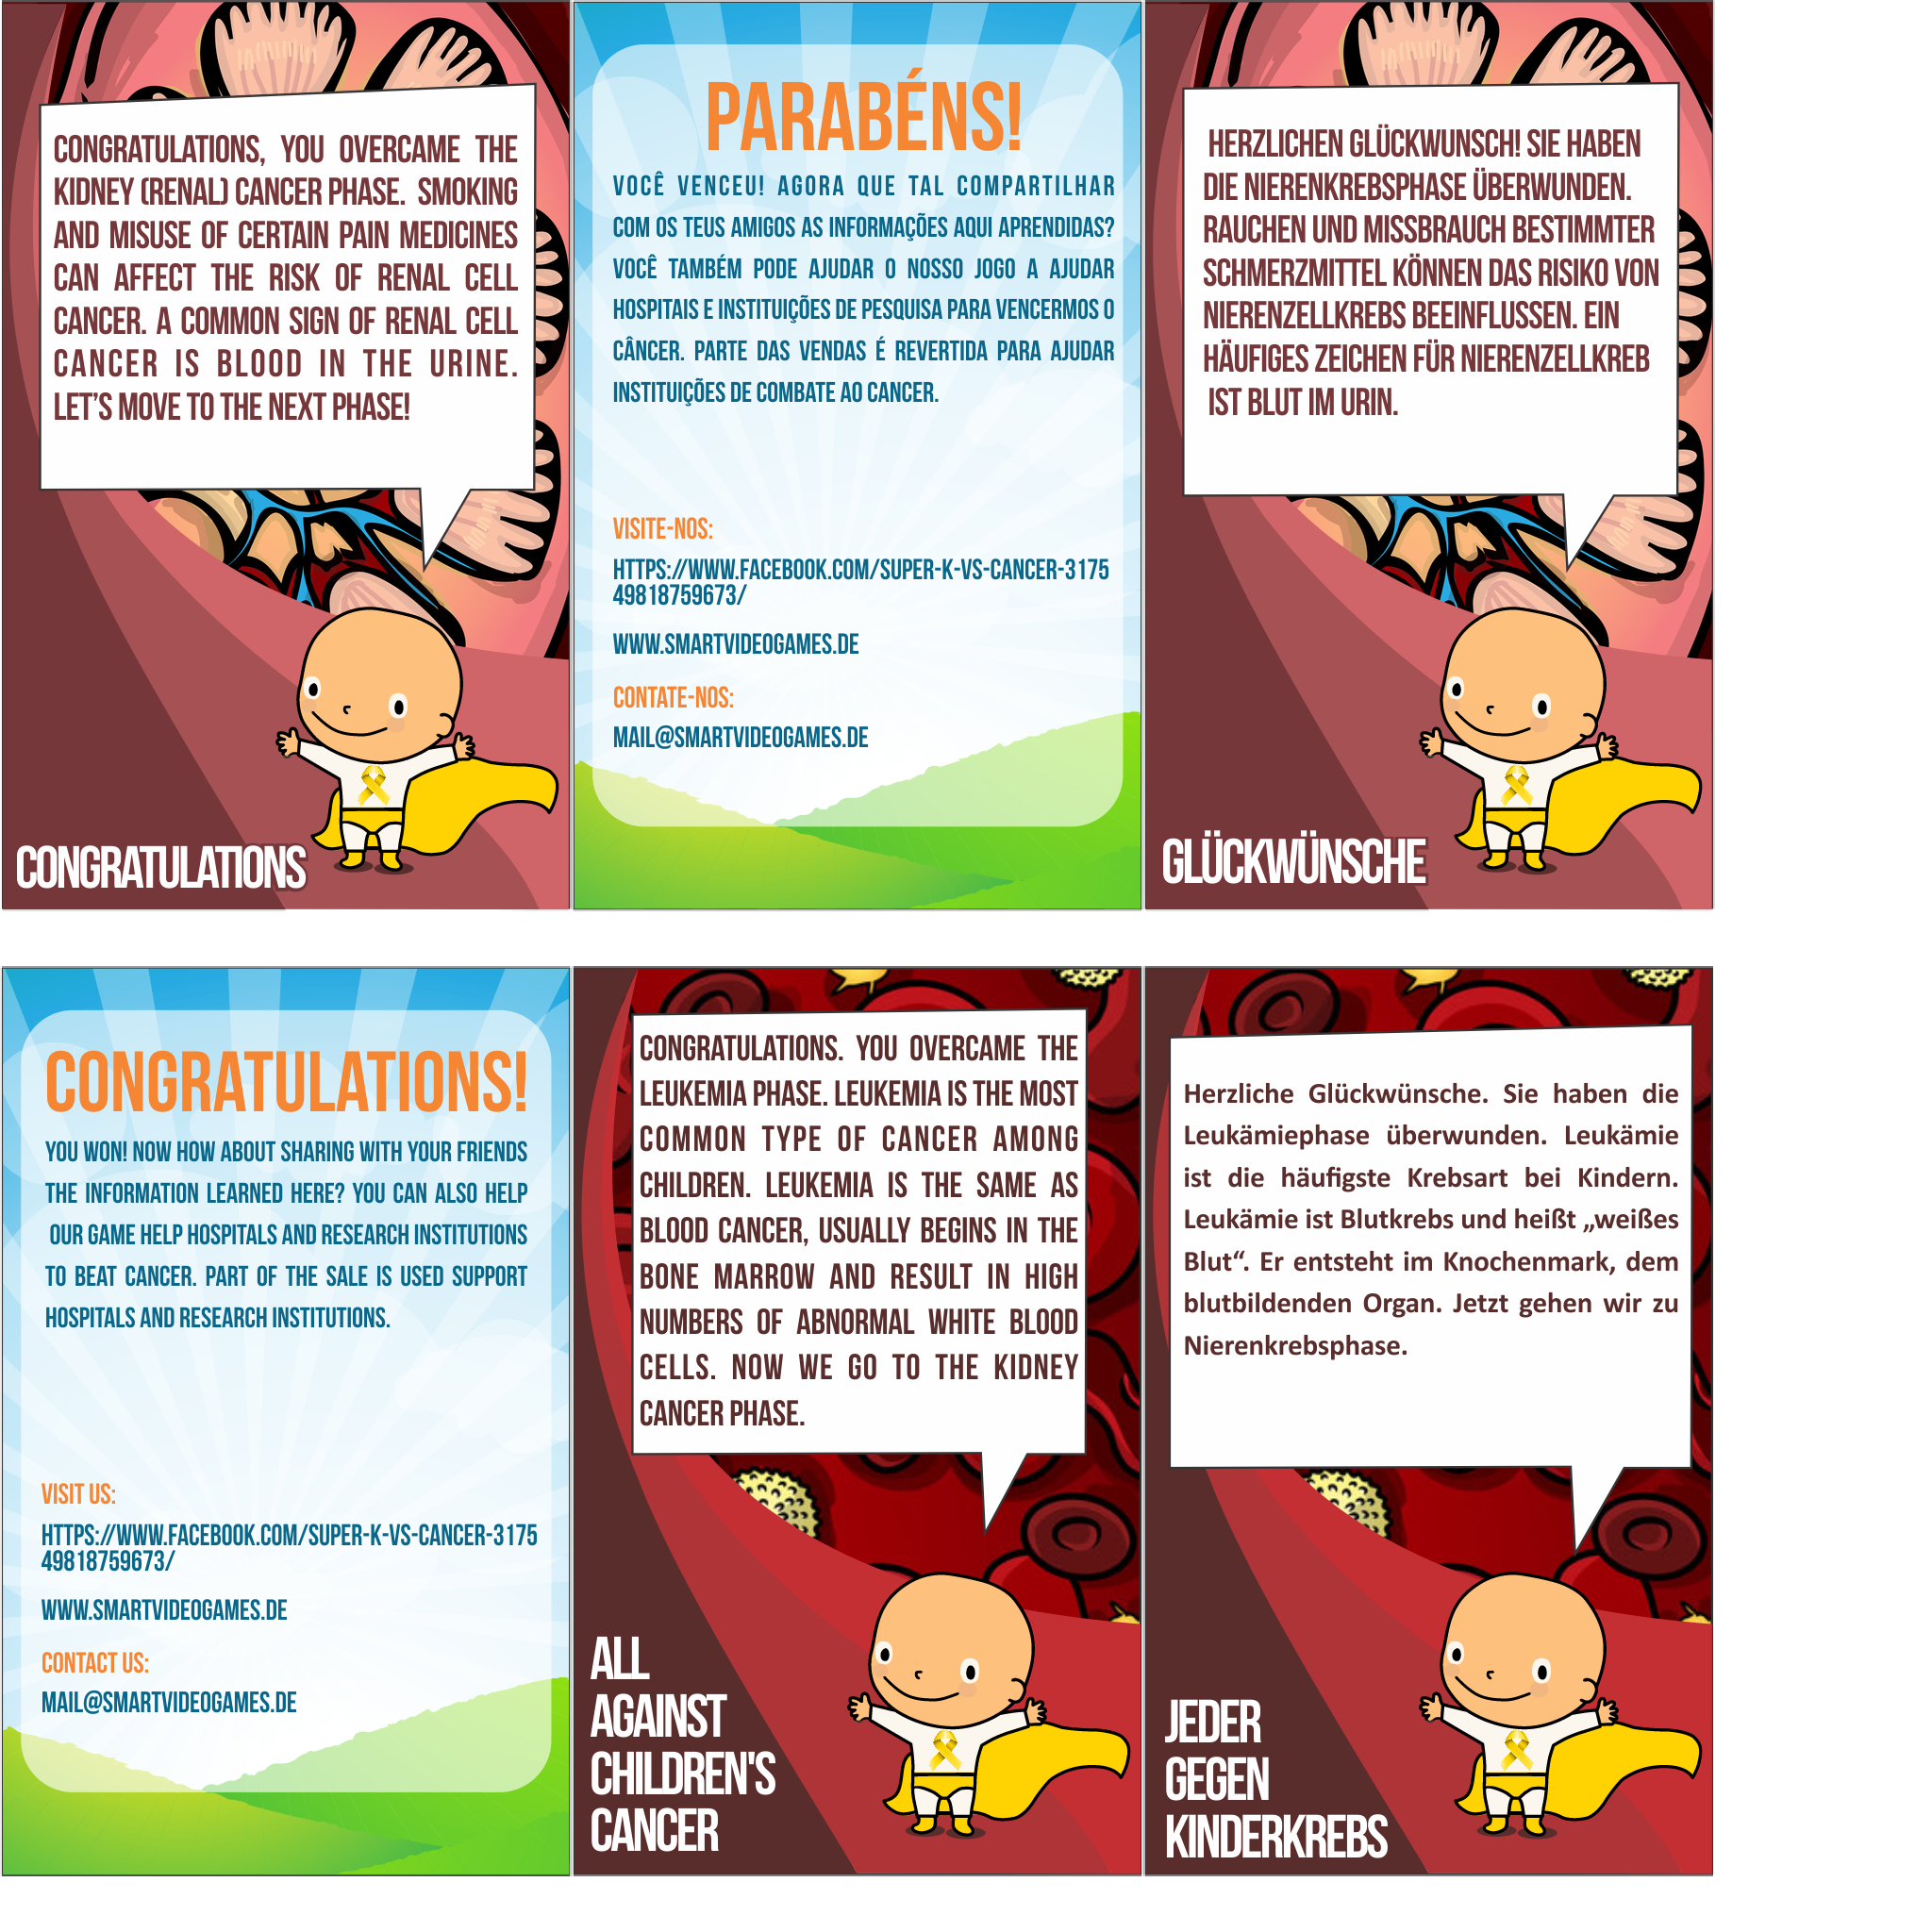 CONGRATULATIONS, YOU OVERCAME THE
KIDNEY (RENAL) CANCER PHASE. SMOKING
AND MISUSE OF CERTAIN PAIN MEDICINES
CAN AFFECT THE RISK OF RENAL CELL
CANCER. A COMMON SIGN OF RENAL CELL
CANCER IS BLOOD IN THE URINE.
LET'S MOVE TO THE NEXT PHASE!
CONGRATULATIONS
PARABÉNS!
VOCÊ VENCEU! AGORA QUE TAL COMPARTILHAR
COM OS TEUS AMIGOS AS INFORMAÇÕES AQUI APRENDIDAS?
VOCÊ TAMBÉM PODE AJUDAR O NOSSO JOGO A AJUDAR
HOSPITAIS E INSTITUIÇÕES DE PESQUISA PARA VENCERMOS O
CÂNCER. PARTE DAS VENDAS É REVERTIDA PARA AJUDAR
INSTITUIÇÕES DE COMBATE AO CANCER.
VISITE-NOS:
HTTPS://WWW.FACEBOOK.COM/SUPER-K-VS-CANCER-3175
49818759673/
WWW.SMARTVIDEOGAMES.DE
CONTATE-NOS:
MAIL@SMARTVIDEOGAMES.DE
HERZLICHEN GLÜCKWUNSCH! SIE HABEN
DIE NIERENKREBSPHASE ÜBERWUNDEN.
RAUCHEN UND MISSBRAUCH BESTIMMTER
SCHMERZMITTEL KÖNNEN DAS RISIKO VON
NIERENZELLKREBS BEEINFLUSSEN. EIN
HÄUFIGES ZEICHEN FÜR NIERENZELLKREB
IST BLUT IM URIN.
GLÜCKWÜNSCHE
CONGRATULATIONS!
YOU WON! NOW HOW ABOUT SHARING WITH YOUR FRIENDS
THE INFORMATION LEARNED HERE? YOU CAN ALSO HELP
OUR GAME HELP HOSPITALS AND RESEARCH INSTITUTIONS
TO BEAT CANCER. PART OF THE SALE IS USED SUPPORT
HOSPITALS AND RESEARCH INSTITUTIONS.
VISIT US:
HTTPS://WWW.FACEBOOK.COM/SUPER-K-VS-CANCER-3175
49818759673/
WWW.SMARTVIDEOGAMES.DE
CONTACT US:
MAIL@SMARTVIDEOGAMES.DE
CONGRATULATIONS. YOU OVERCAME THE
LEUKEMIA PHASE. LEUKEMIA IS THE MOST
COMMON TYPE OF CANCER AMONG
CHILDREN. LEUKEMIA IS THE SAME AS
BLOOD CANCER, USUALLY BEGINS IN THE
BONE MARROW AND RESULT IN HIGH
NUMBERS OF ABNORMAL WHITE BLOOD
CELLS. NOW WE GO TO THE KIDNEY
CANCER PHASE.
ALL
AGAINST
CHILDREN'S
CANCER
Herzliche Glückwünsche. Sie haben die
Leukämiephase überwunden. Leukämie
ist die häufigste Krebsart bei Kindern.
Leukämie ist Blutkrebs und heißt „weißes
Blut“. Er entsteht im Knochenmark, dem
blutbildenden Organ. Jetzt gehen wir zu
Nierenkrebsphase.
JEDER
GEGEN
KINDERKREBS